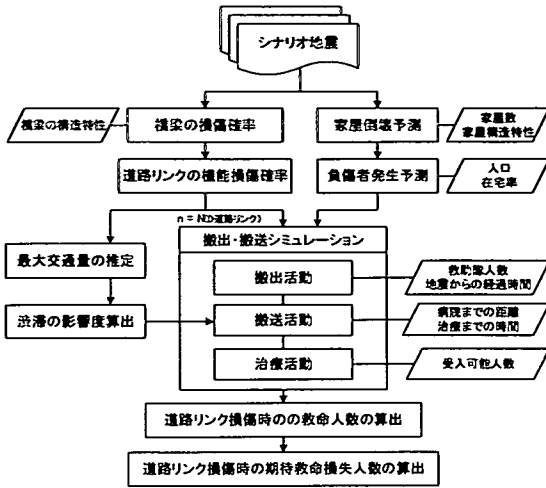 シナリオ地震
橋梁の構造特性
橋梁の損傷確率
家屋倒壊予測
家屋数
家屋構造特性
道路リンクの機能損傷確率
負傷者発生予測
人口
在宅率
n = N(D道路リンク)
搬出・搬送シミュレーション
最大交通量の推定
搬出活動
救助隊人数
地震からの経過時間
渋滞の影響度算出
搬送活動
病院までの距離
治療までの時間
治療活動
受入可能人数
道路リンク損傷時のの救命人数の算出
道路リンク損傷時の期待救命損失人数の算出